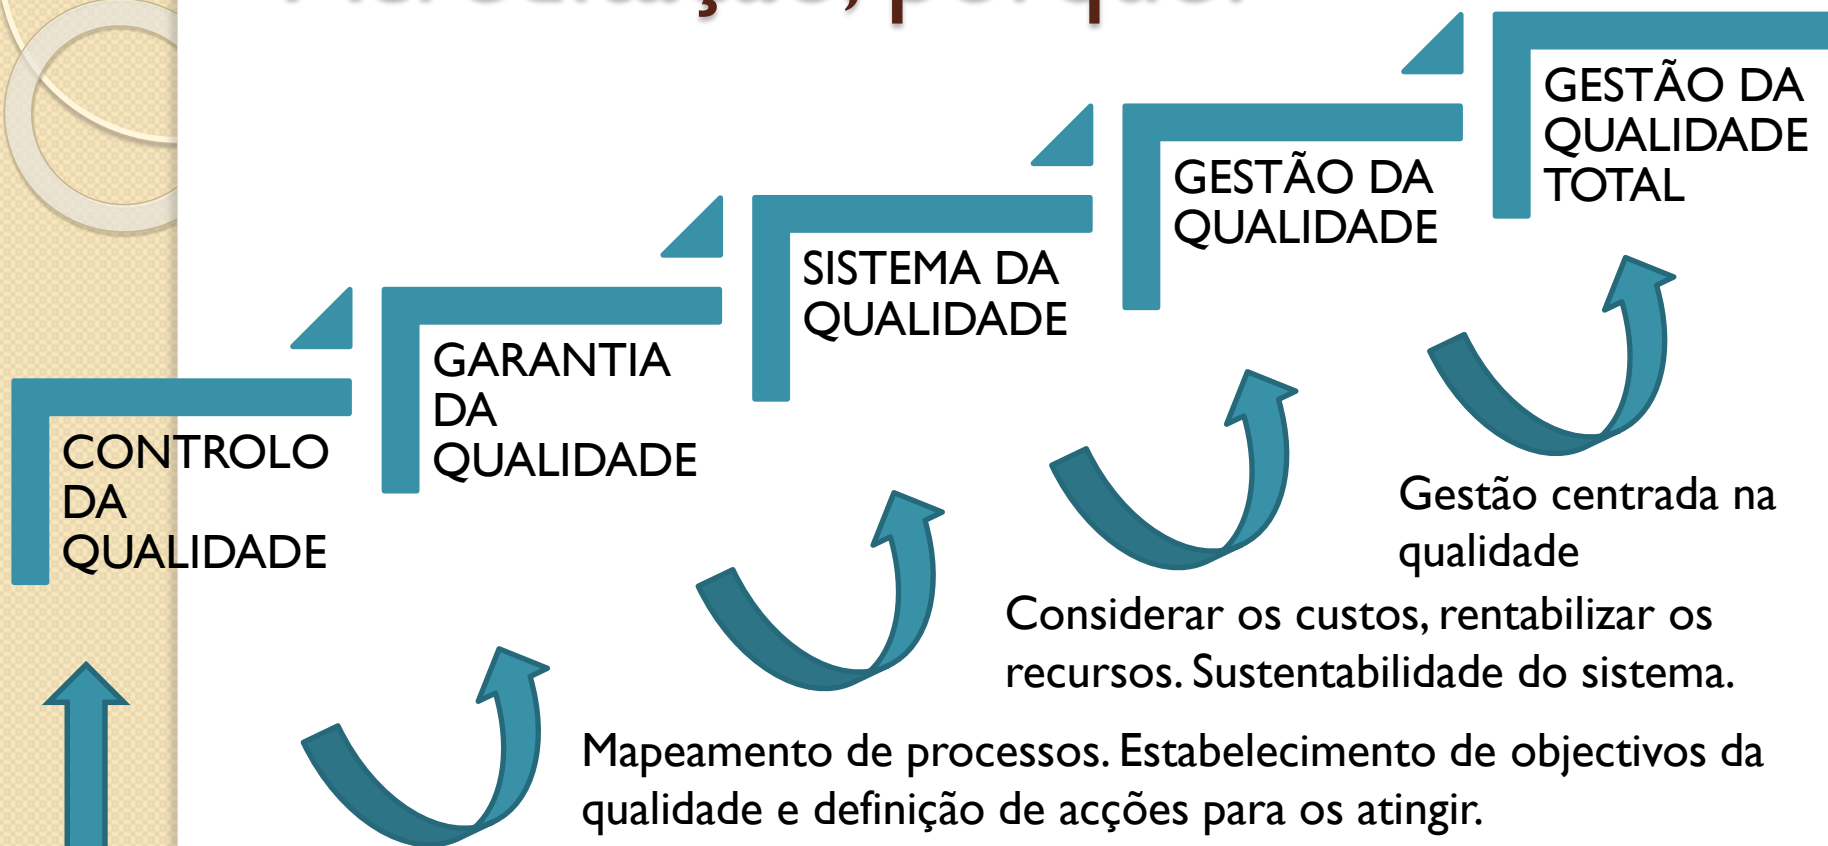 GESTÃO DA
QUALIDADE
TOTAL
GESTÃO DA
QUALIDADE
SISTEMA DA
QUALIDADE
GARANTIA
DA
QUALIDADE
CONTROLO
DA
QUALIDADE
Gestão centrada na
qualidade
Considerar os custos, rentabilizar os
recursos. Sustentabilidade do sistema.
Mapeamento de processos. Estabelecimento de objectivos da
qualidade e definição de acções para os atingir.